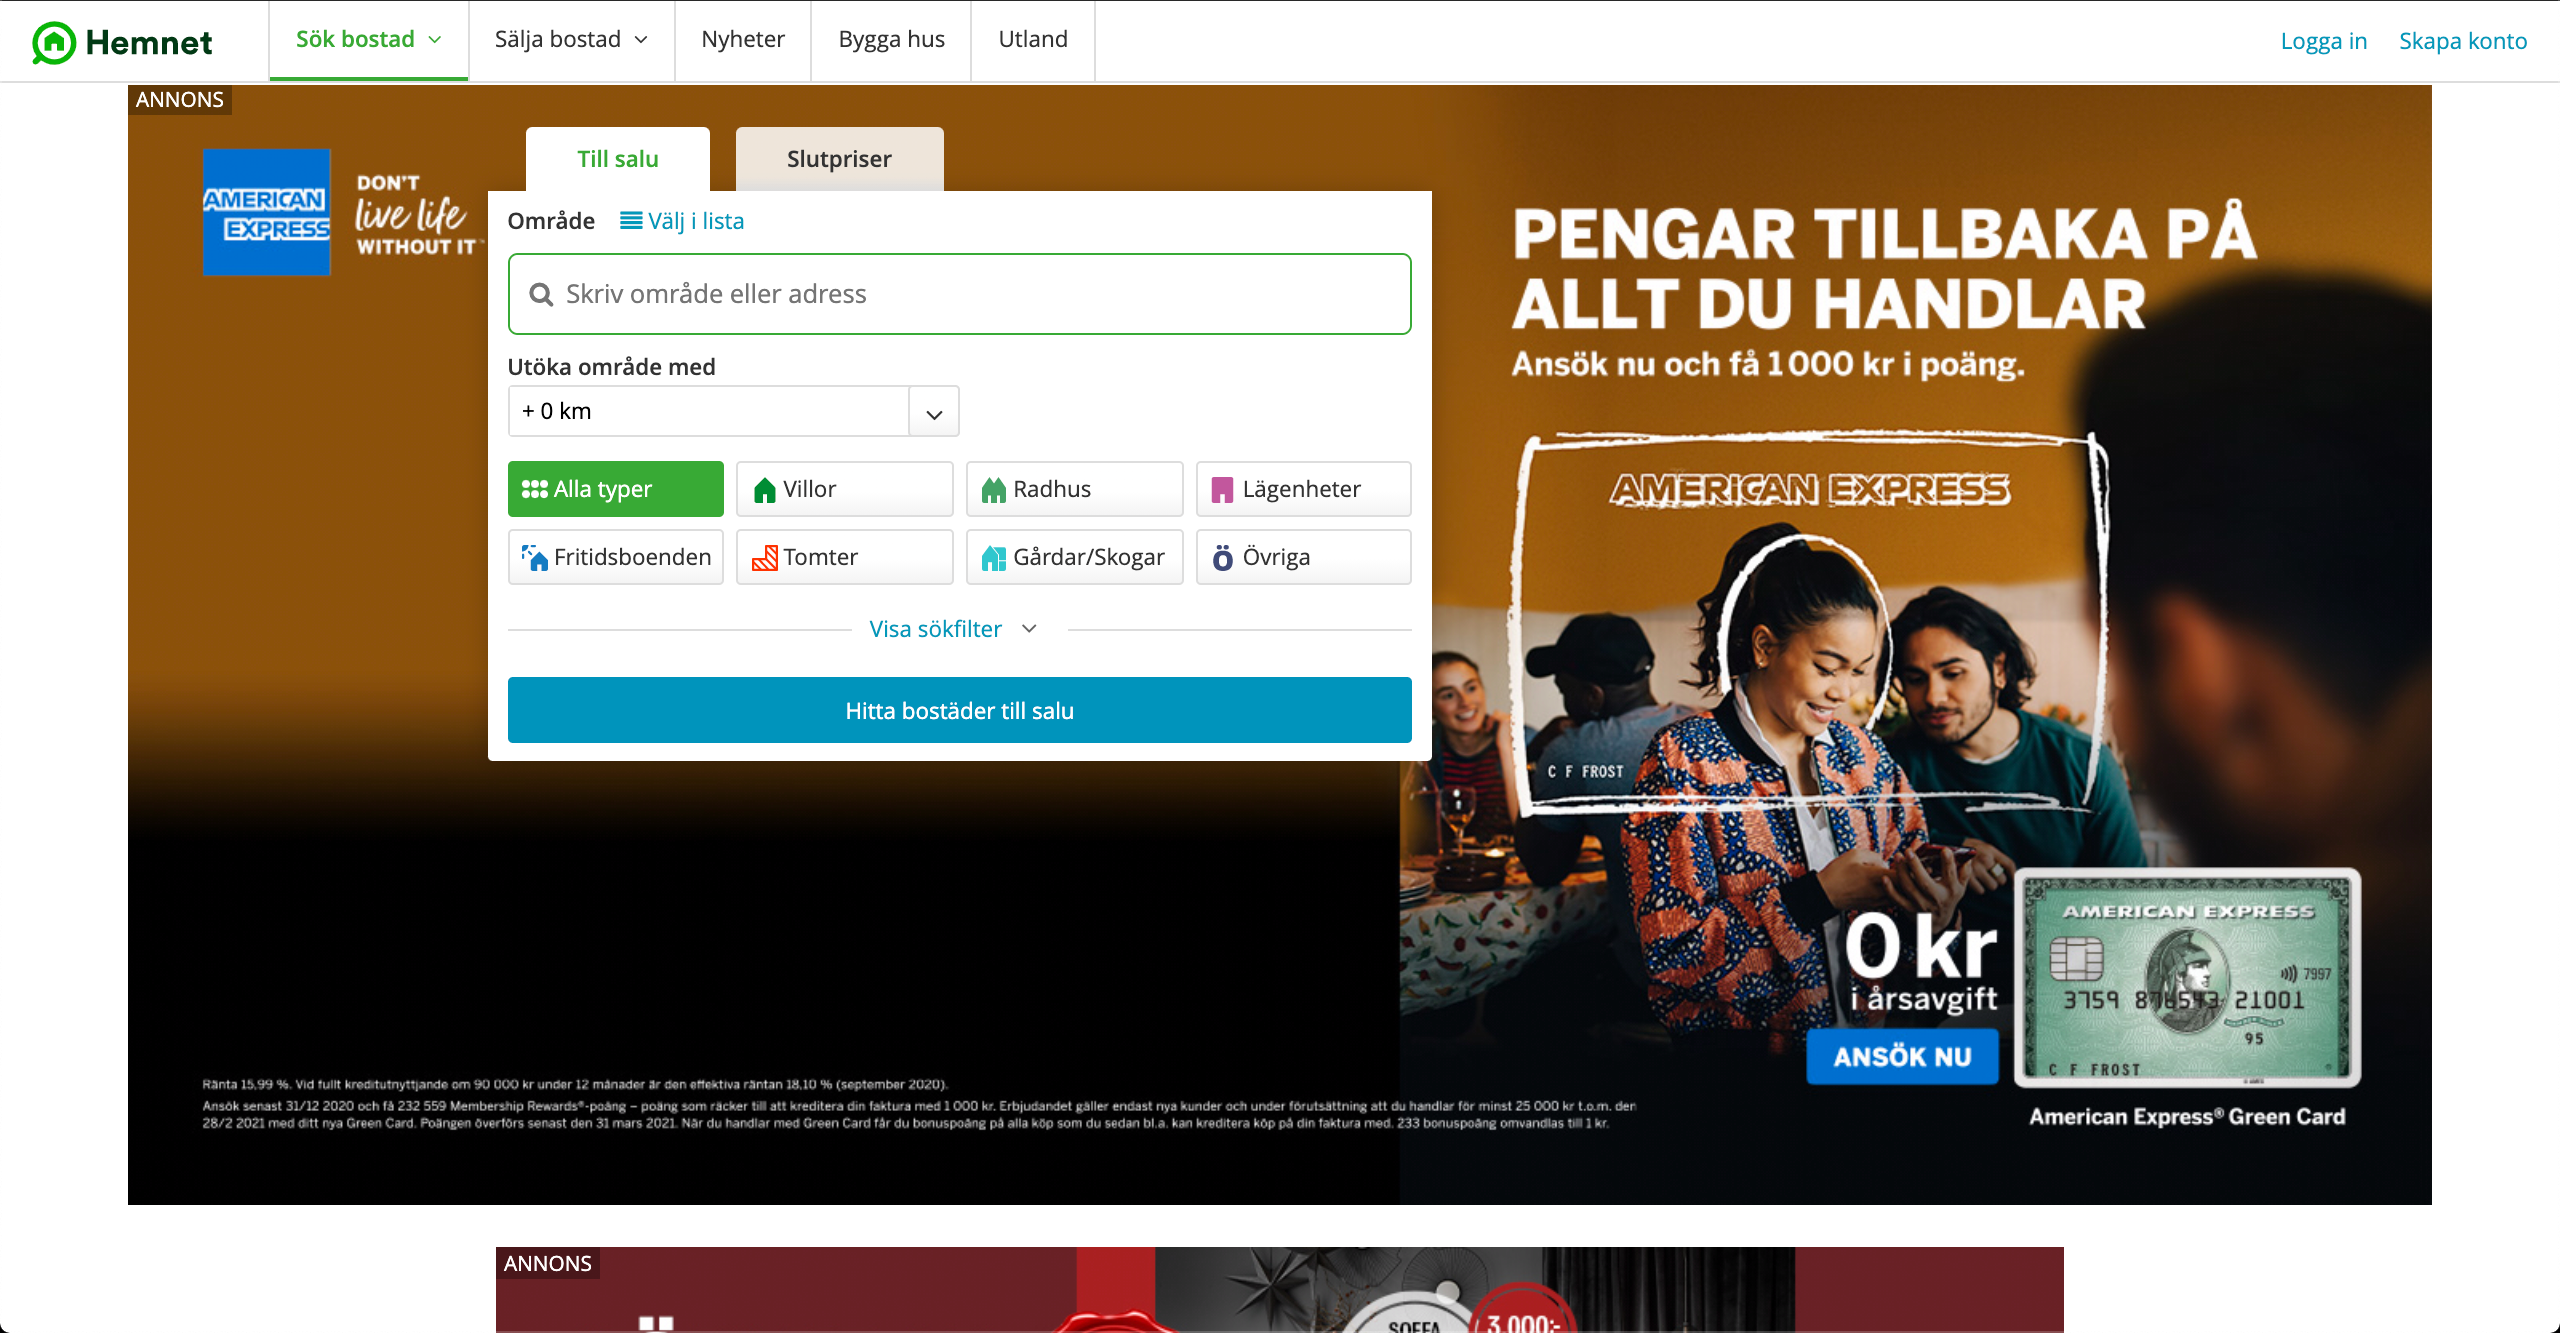 Hemnet
Sök bostad
Sälja bostad
Nyheter
Bygga hus
Utland
Logga in
Skapa konto
ANNONS
AMERICAN
EXPRESS
DON'T
live life
WITHOUT IT™
Till salu
Slutpriser
Område
Välj i lista
Skriv område eller adress
Utöka område med
+ 0 km
Alla typer
Villor
Radhus
Lägenheter
Fritidsboenden
Tomter
Gårdar/Skogar
Övriga
Visa sökfilter
Hitta bostäder till salu
PENGAR TILLBAKA PÅ
ALLT DU HANDLAR
Ansök nu och få 1 000 kr i poäng.
AMERICAN EXPRESS
C F FROST
0 kr
i årsavgift
ANSÖK NU
AMERICAN EXPRESS
7997
3759 876543 21001
95
C F FROST
American Express® Green Card
Ränta 15,99 %. Vid fullt kreditutnyttjande om 90 000 kr under 12 månader är den effektiva räntan 18,10 % (september 2020).
Ansök senast 31/12 2020 och få 232 559 Membership Rewards®-poäng – poäng som räcker till att kreditera din faktura med 1 000 kr. Erbjudandet gäller endast nya kunder och under förutsättning att du handlar för minst 25 000 kr t.o.m. den
28/2 2021 med ditt nya Green Card. Poängen överförs senast den 31 mars 2021. När du handlar med Green Card får du bonuspoäng på alla köp som du sedan bl.a. kan kreditera köp på din faktura med. 233 bonuspoäng omvandlas till 1 kr.
ANNONS
SOFFA
3.000:-